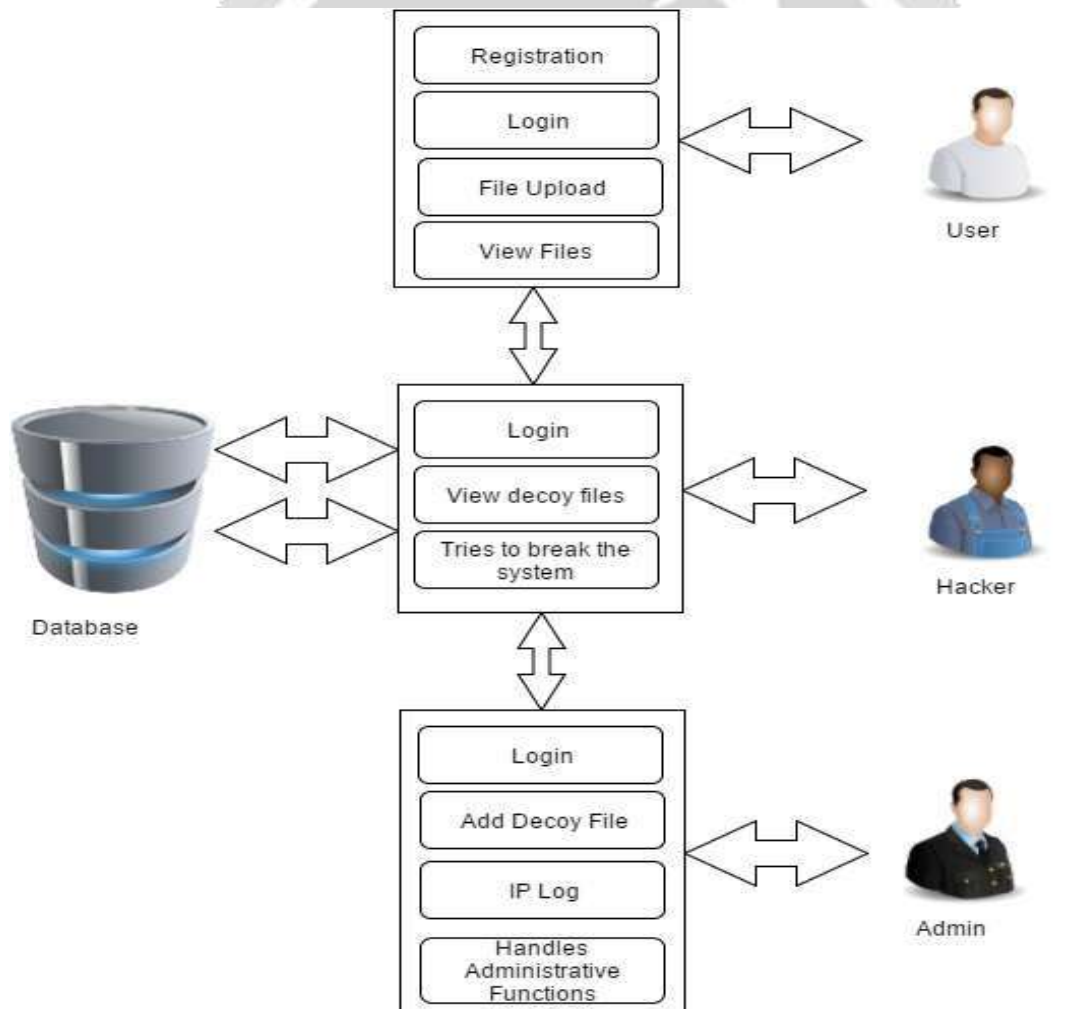 Registration
Login
File Upload
View Files
User
Login
View decoy files
Tries to break the
system
Hacker
Database
Login
Add Decoy File
IP Log
Handles
Administrative
Functions
Admin